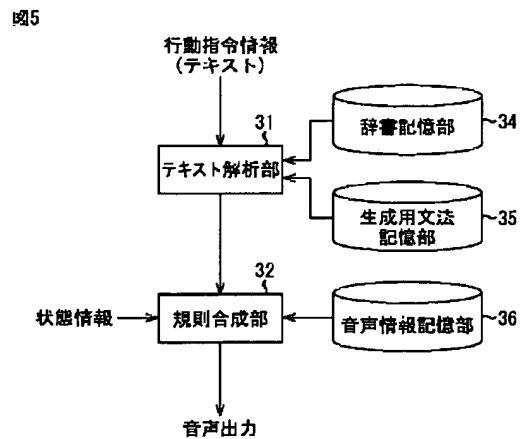 図5
行動指令情報
(テキスト)
31
テキスト解析部
辞書記憶部
34
生成用文法
記憶部
35
32
状態情報
規則合成部
音声情報記憶部
36
音声出力